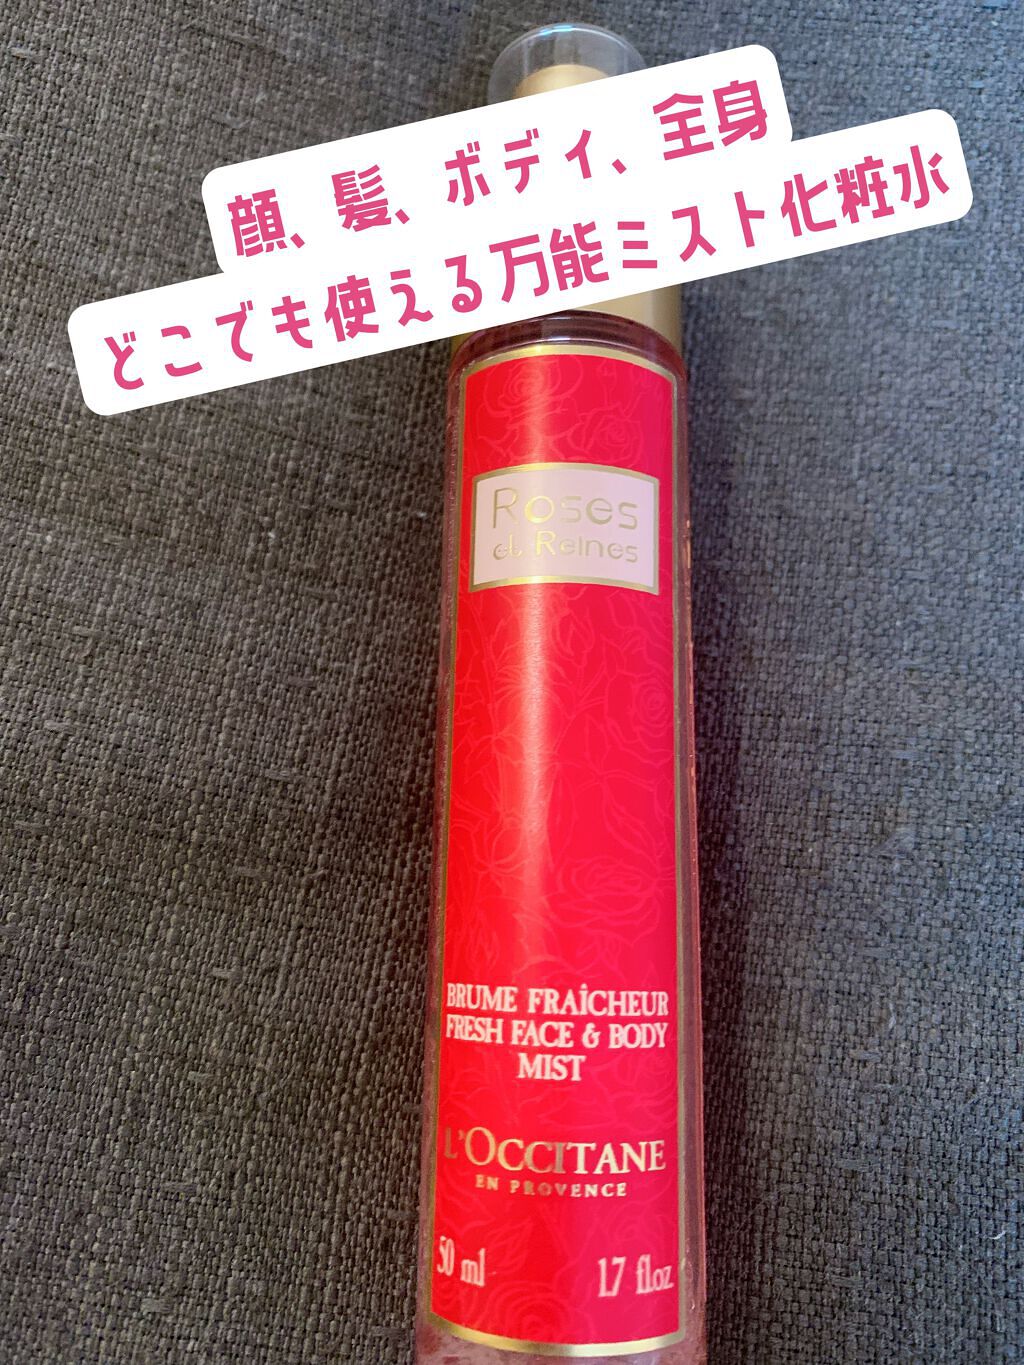 顔、髪、ボディ、全身
どこでも使える万能ミスト化粧水
Roses
et Reines
BRUME FRAÎCHEUR
FRESH FACE & BODY
MIST
L'OCCITANE
EN PROVENCE
50 ml 1.7 fl.oz.